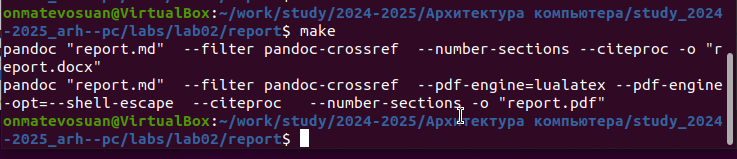 onmatevosuan@VirtualBox:~/work/study/2024-2025/Архитектура компьютера/study_2024
-2025_arh--pc/labs/lab02/report$ make
pandoc "report.md"  --filter pandoc-crossref  --number-sections --citeproc -o "r
eport.docx"
pandoc "report.md"  --filter pandoc-crossref  --pdf-engine=lualatex --pdf-engine
-opt=--shell-escape  --citeproc   --number-sections -o "report.pdf"
onmatevosuan@VirtualBox:~/work/study/2024-2025/Архитектура компьютера/study_2024
-2025_arh--pc/labs/lab02/report$